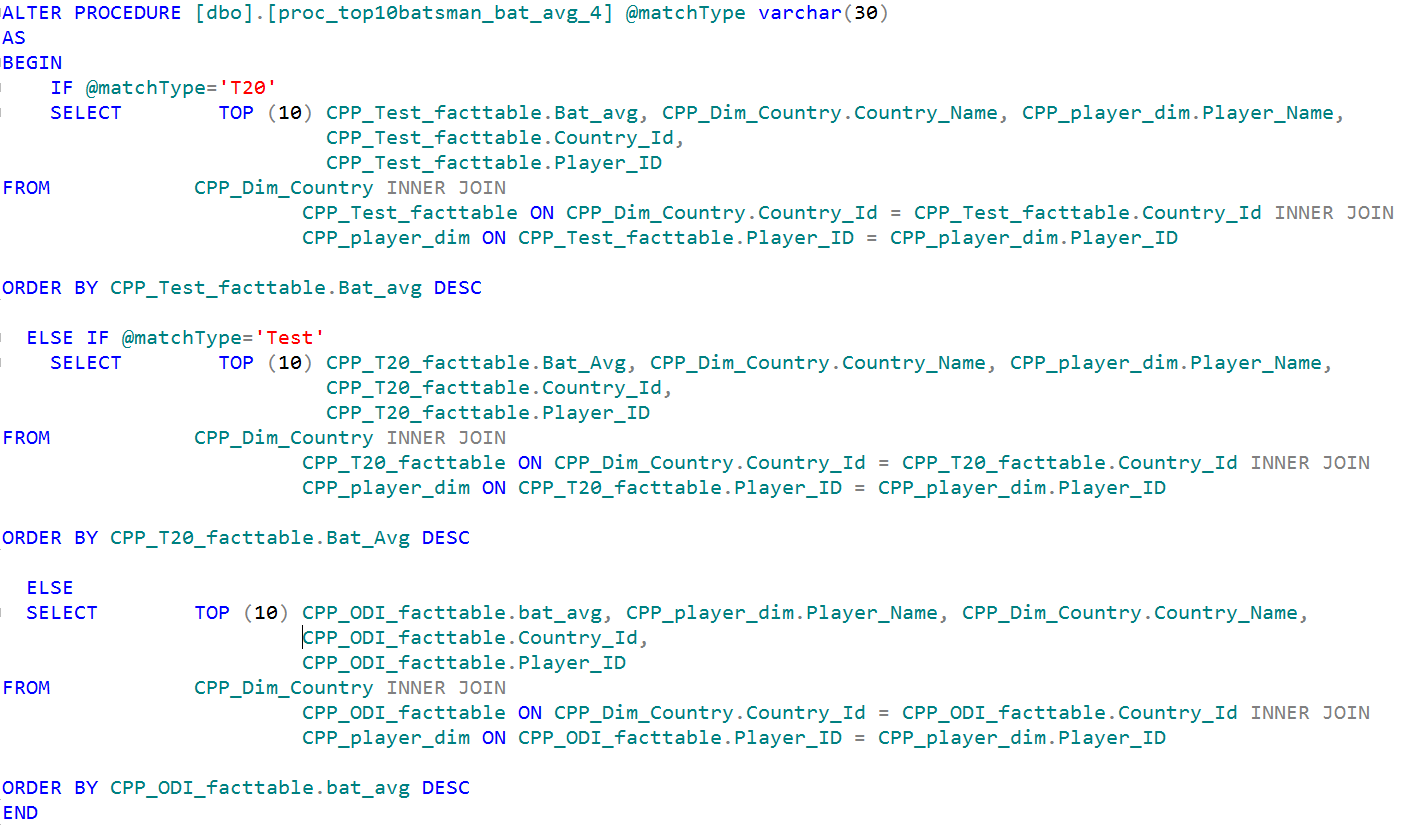 ALTER PROCEDURE [dbo].[proc_top10batsman_bat_avg_4] @matchType varchar(30)
AS
BEGIN
IF @matchType='T20'
SELECT TOP (10) CPP_Test_facttable.Bat_avg, CPP_Dim_Country.Country_Name, CPP_player_dim.Player_Name,
CPP_Test_facttable.Country_Id,
CPP_Test_facttable.Player_ID
FROM CPP_Dim_Country INNER JOIN
CPP_Test_facttable ON CPP_Dim_Country.Country_Id = CPP_Test_facttable.Country_Id INNER JOIN
CPP_player_dim ON CPP_Test_facttable.Player_ID = CPP_player_dim.Player_ID
ORDER BY CPP_Test_facttable.Bat_avg DESC
ELSE IF @matchType='Test'
SELECT TOP (10) CPP_T20_facttable.Bat_Avg, CPP_Dim_Country.Country_Name, CPP_player_dim.Player_Name,
CPP_T20_facttable.Country_Id,
CPP_T20_facttable.Player_ID
FROM CPP_Dim_Country INNER JOIN
CPP_T20_facttable ON CPP_Dim_Country.Country_Id = CPP_T20_facttable.Country_Id INNER JOIN
CPP_player_dim ON CPP_T20_facttable.Player_ID = CPP_player_dim.Player_ID
ORDER BY CPP_T20_facttable.Bat_Avg DESC
ELSE
SELECT TOP (10) CPP_ODI_facttable.bat_avg, CPP_player_dim.Player_Name, CPP_Dim_Country.Country_Name,
CPP_ODI_facttable.Country_Id,
CPP_ODI_facttable.Player_ID
FROM CPP_Dim_Country INNER JOIN
CPP_ODI_facttable ON CPP_Dim_Country.Country_Id = CPP_ODI_facttable.Country_Id INNER JOIN
CPP_player_dim ON CPP_ODI_facttable.Player_ID = CPP_player_dim.Player_ID
ORDER BY CPP_ODI_facttable.bat_avg DESC
END